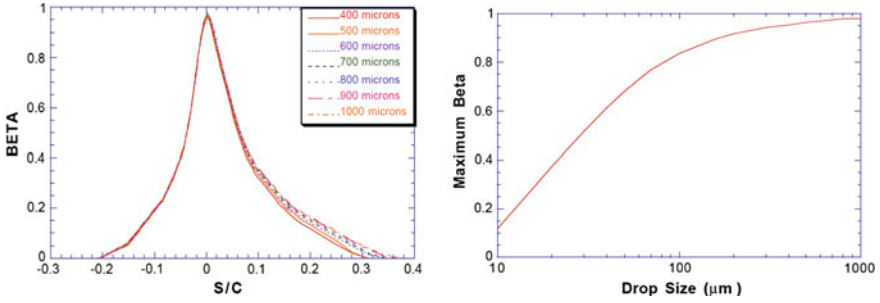 1
0.8
0.6
0.4
0.2
0
BETA
-0.3
-0.2
-0.1
0
0.1
0.2
0.3
0.4
S/C
400 microns
500 microns
600 microns
700 microns
800 microns
900 microns
1000 microns
1.0
0.8
0.6
0.4
0.2
0
Maximum Beta
10
100
1000
Drop Size (μm)